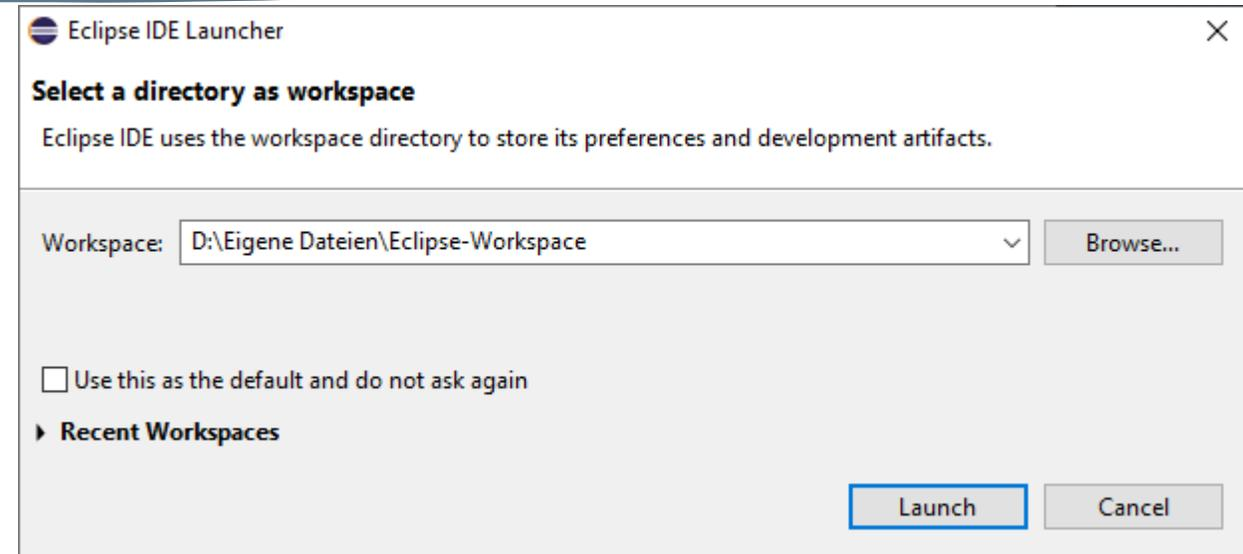 Eclipse IDE Launcher
Select a directory as workspace
Eclipse IDE uses the workspace directory to store its preferences and development artifacts.
Workspace: D:\Eigene Dateien\Eclipse-Workspace Browse...
Use this as the default and do not ask again
Recent Workspaces
Launch Cancel